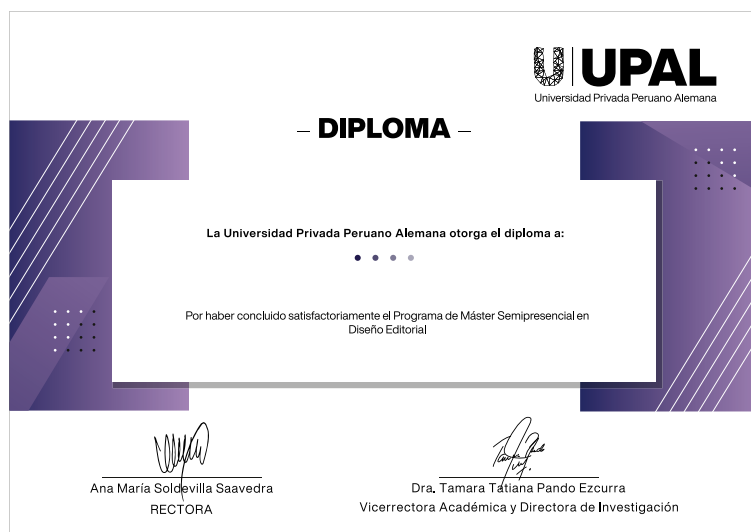 UPAL
Universidad Privada Peruano Alemana
– DIPLOMA –
La Universidad Privada Peruano Alemana otorga el diploma a:
Por haber concluido satisfactoriamente el Programa de Máster Semipresencial en
Diseño Editorial
Ana María Soldevilla Saavedra
RECTORA
Dra. Tamara Tatiana Pando Ezcurra
Vicerrectora Académica y Directora de Investigación